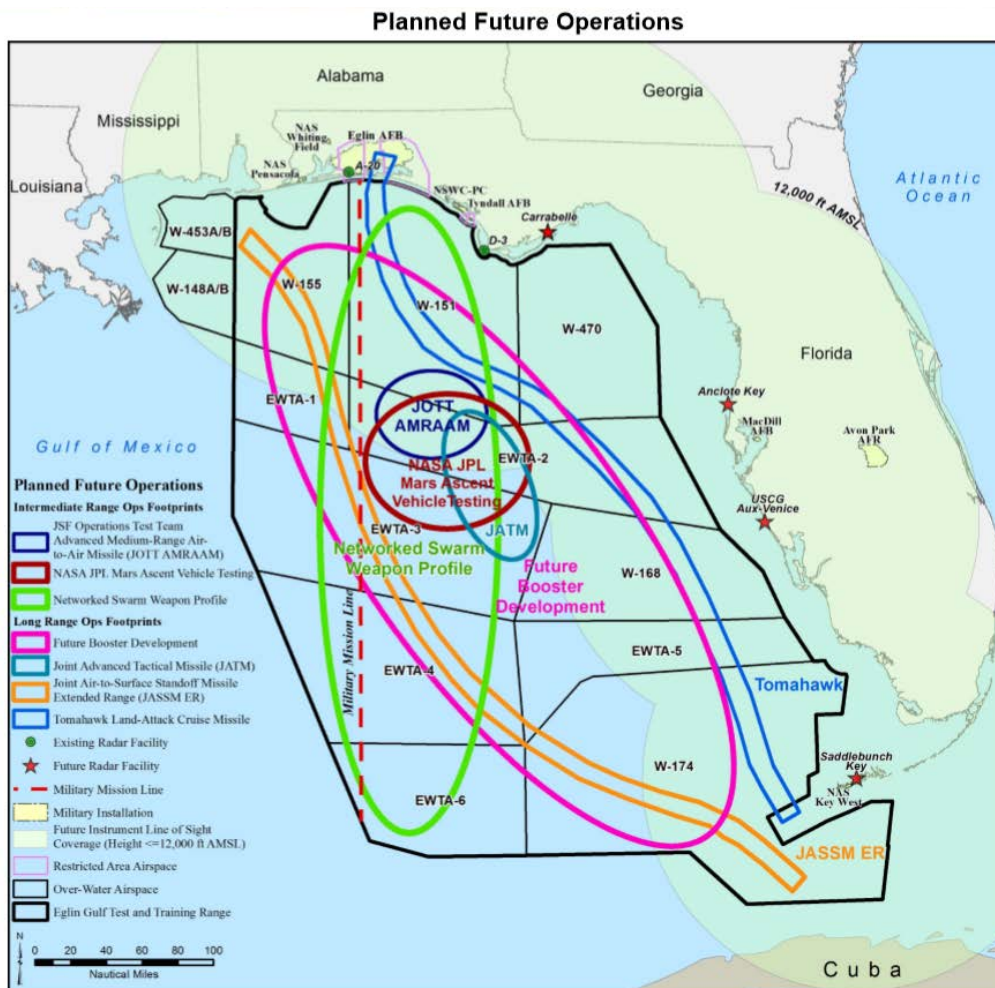 Planned Future Operations
Alabama
Georgia
Mississippi
Louisiana
NAS
Whiting
Field
Eglin AFB
A-20
NAS
Pensacola
NSWC-PC
Tyndall AFB
Carrabelle
D-3
12,000 ft AMSL
Atlantic
Ocean
W-453A/B
W-148A/B
W-155
W-151
W-470
Florida
EWTA-1
JOTT
AMRAAM
Anclote Key
MacDill
AFB
Avon Park
AFR
Gulf of Mexico
EWTA-2
NASA JPL
Mars Ascent
VehicleTesting
USCG
Aux-Venice
EWTA-3
JATM
Networked Swarm
Weapon Profile
Future
Booster
Development
W-168
Military Mission Line
EWTA-4
EWTA-5
Tomahawk
W-174
Saddlebunch
Key
NAS
Key West
EWTA-6
JASSM ER
Cuba
Planned Future Operations
Intermediate Range Ops Footprints
JSF Operations Test Team
Advanced Medium-Range Air-
to-Air Missile (JOTT AMRAAM)
NASA JPL Mars Ascent Vehicle Testing
Networked Swarm Weapon Profile
Long Range Ops Footprints
Future Booster Development
Joint Advanced Tactical Missile (JATM)
Joint Air-to-Surface Standoff Missile
Extended Range (JASSM ER)
Tomahawk Land-Attack Cruise Missile
Existing Radar Facility
Future Radar Facility
Military Mission Line
Military Installation
Future Instrument Line of Sight
Coverage (Height <=12,000 ft AMSL)
Restricted Area Airspace
Over-Water Airspace
Eglin Gulf Test and Training Range
N
S
0 20 40 60 80 100
Nautical Miles